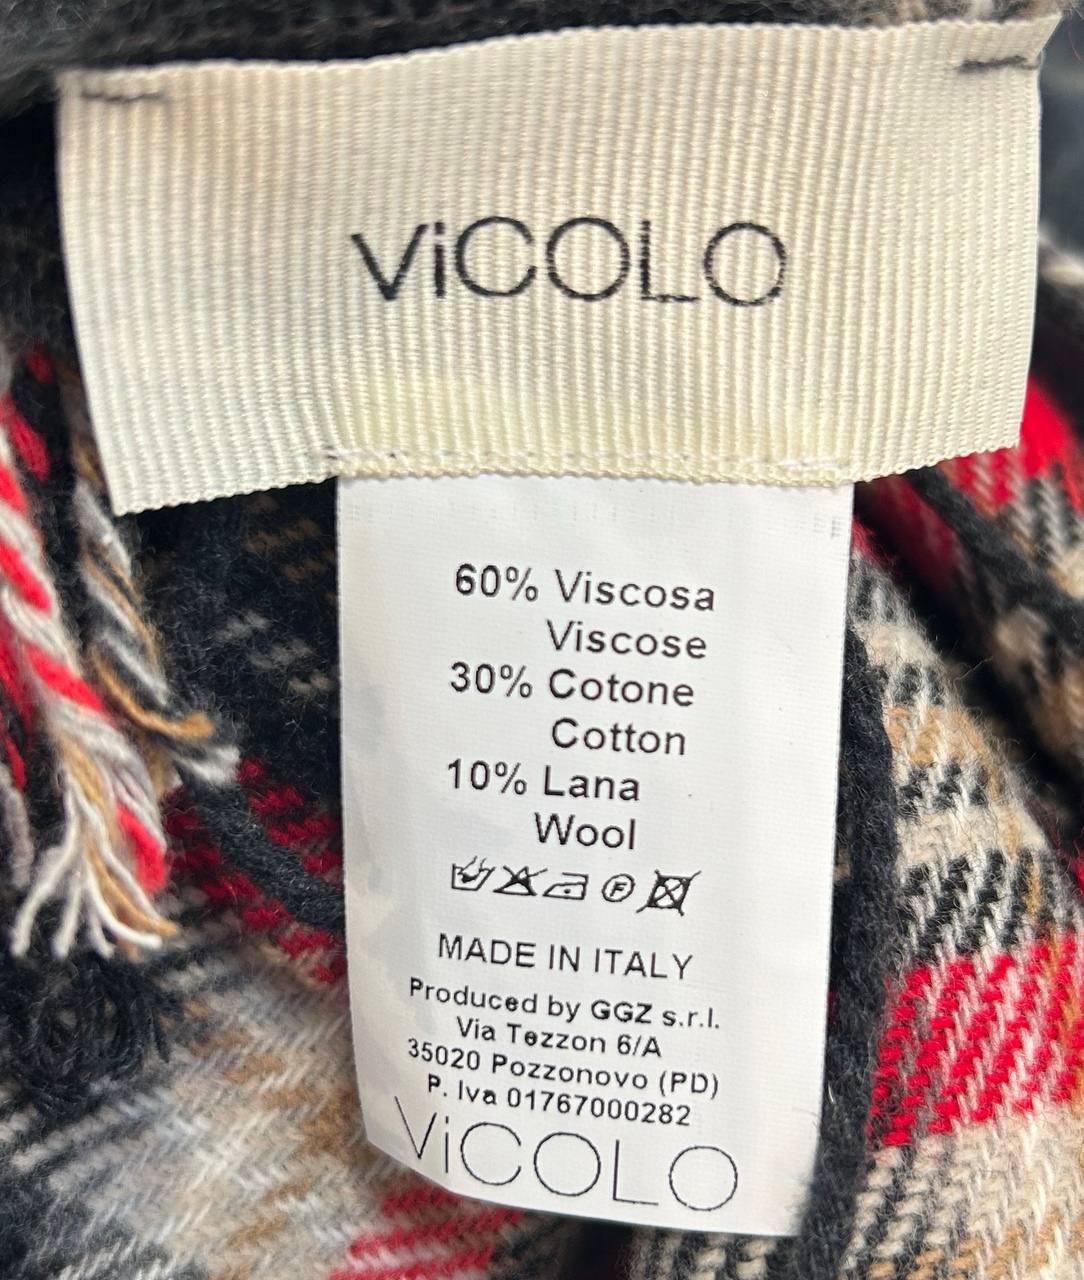 ViCOLO
60% Viscosa
Viscose
30% Cotone
Cotton
10% Lana
Wool
F
MADE IN ITALY
Produced by GGZ s.r.l.
Via Tezzon 6/A
35020 Pozzonovo (PD)
P. Iva 01767000282
ViCOLO